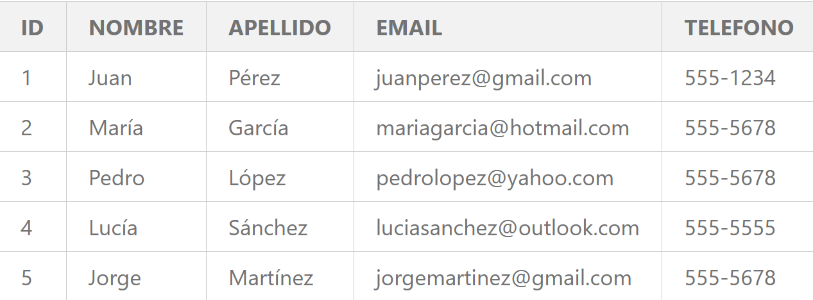 ID NOMBRE APELLIDO EMAIL TELEFONO
1 Juan Pérez juanperez@gmail.com 555-1234
2 María García mariagarcia@hotmail.com 555-5678
3 Pedro López pedrolopez@yahoo.com 555-5678
4 Lucía Sánchez luciasanchez@outlook.com 555-5555
5 Jorge Martínez jorgemartinez@gmail.com 555-5678